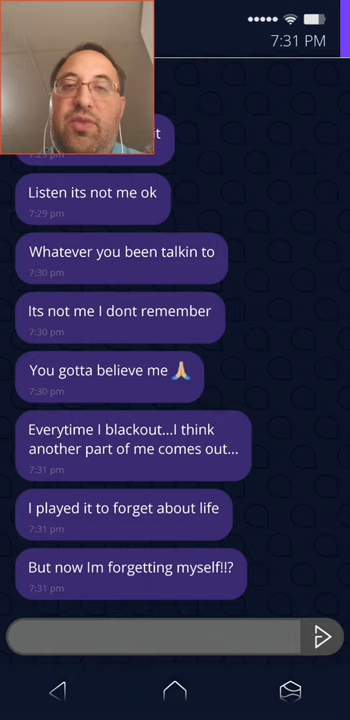 7:31 PM
t
7:29 pm
Listen its not me ok
7:29 pm
Whatever you been talkin to
7:30 pm
Its not me I dont remember
7:30 pm
You gotta believe me 🙏🏼
7:30 pm
Everytime I blackout...I think
another part of me comes out...
7:31 pm
I played it to forget about life
7:31 pm
But now Im forgetting myself!!?
7:31 pm